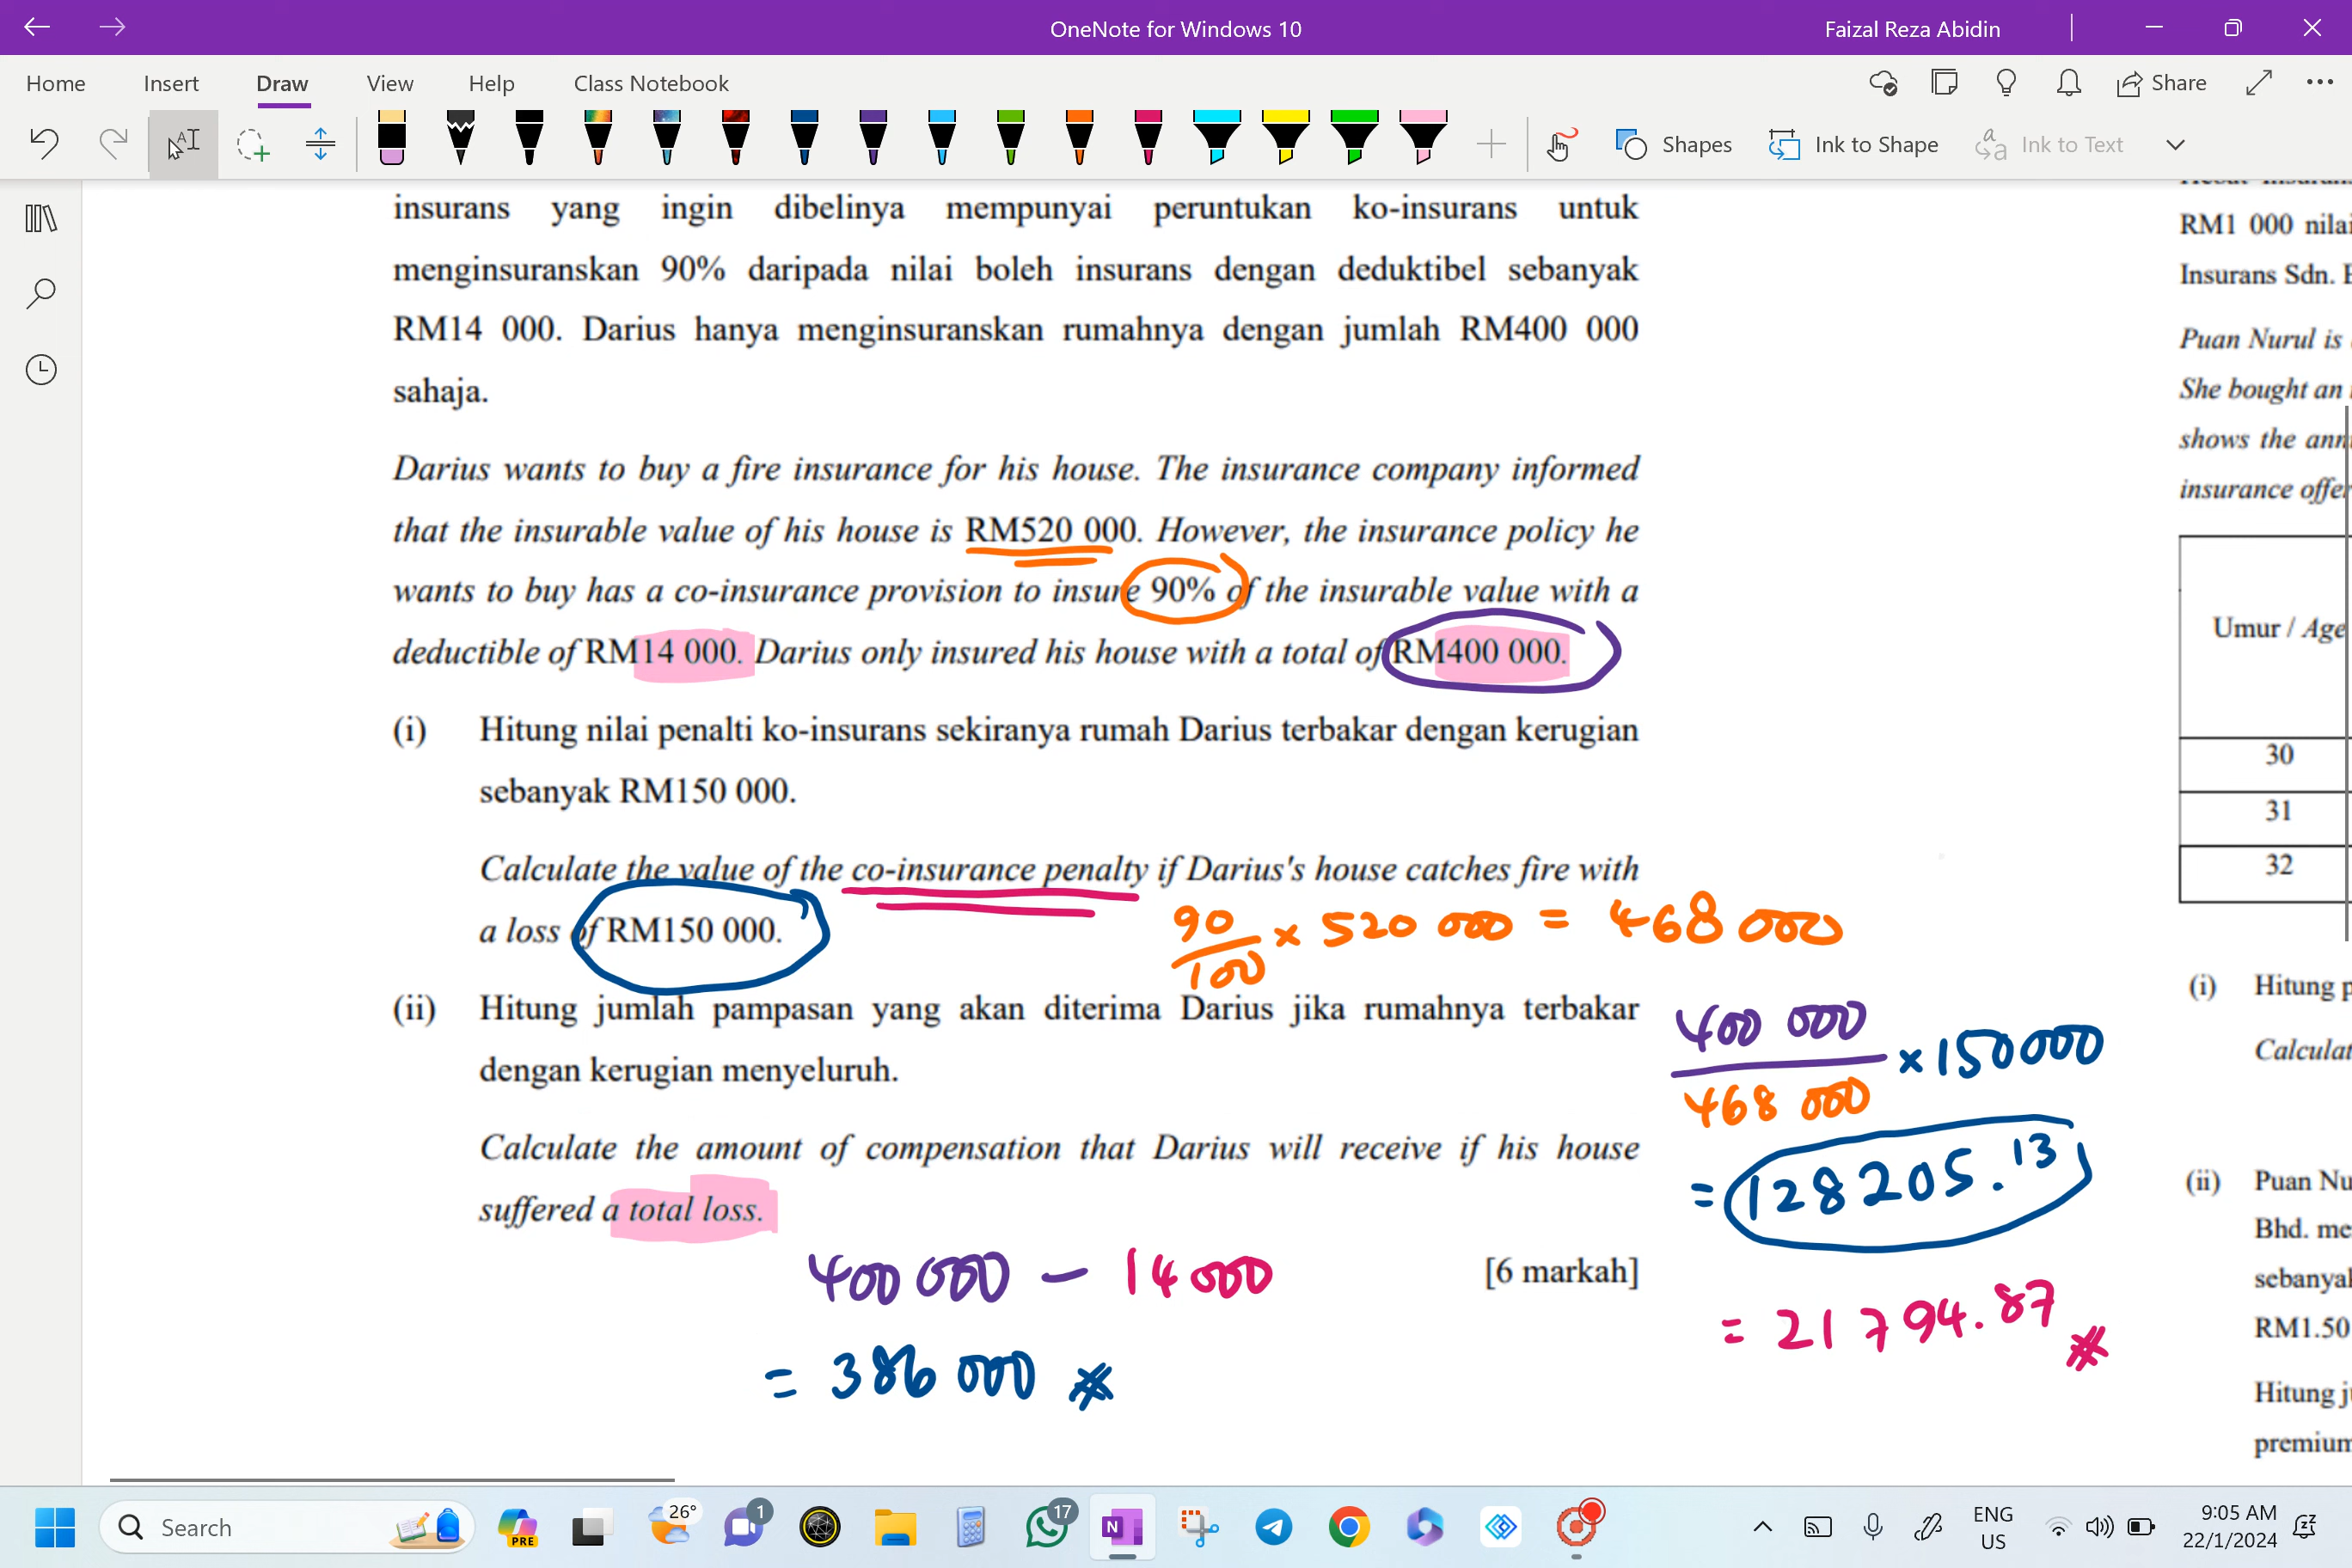 OneNote for Windows 10
Faizal Reza Abidin
Home Insert Draw View Help Class Notebook
Share
Shapes Ink to Shape Ink to Text
insurans yang ingin dibelinya mempunyai peruntukan ko-insurans untuk
menginsuranskan 90% daripada nilai boleh insurans dengan deduktibel sebanyak
RM14 000. Darius hanya menginsuranskan rumahnya dengan jumlah RM400 000
sahaja.
Darius wants to buy a fire insurance for his house. The insurance company informed
that the insurable value of his house is RM520 000. However, the insurance policy he
wants to buy has a co-insurance provision to insure 90% of the insurable value with a
deductible of RM14 000. Darius only insured his house with a total of RM400 000.
(i) Hitung nilai penalti ko-insurans sekiranya rumah Darius terbakar dengan kerugian
sebanyak RM150 000.
Calculate the value of the co-insurance penalty if Darius's house catches fire with
a loss of RM150 000.
90/100 × 520 000 = 468 000
(ii) Hitung jumlah pampasan yang akan diterima Darius jika rumahnya terbakar
dengan kerugian menyeluruh.
Calculate the amount of compensation that Darius will receive if his house
suffered a total loss.
[6 markah]
400 000 – 14 000
= 386 000 #
400 000
468 000
× 150 000
= 128205.13
= 21 794.87 #
RM1 000
Insurans Sdn.
Puan Nurul is
She bought an
shows the
insurance
Umur / Age
30
31
32
(i) Hitung
(ii) Puan
Bhd.
RM1.50
Hitung
Search
PRE
26°
1
17
ENG
US
9:05 AM
22/1/2024